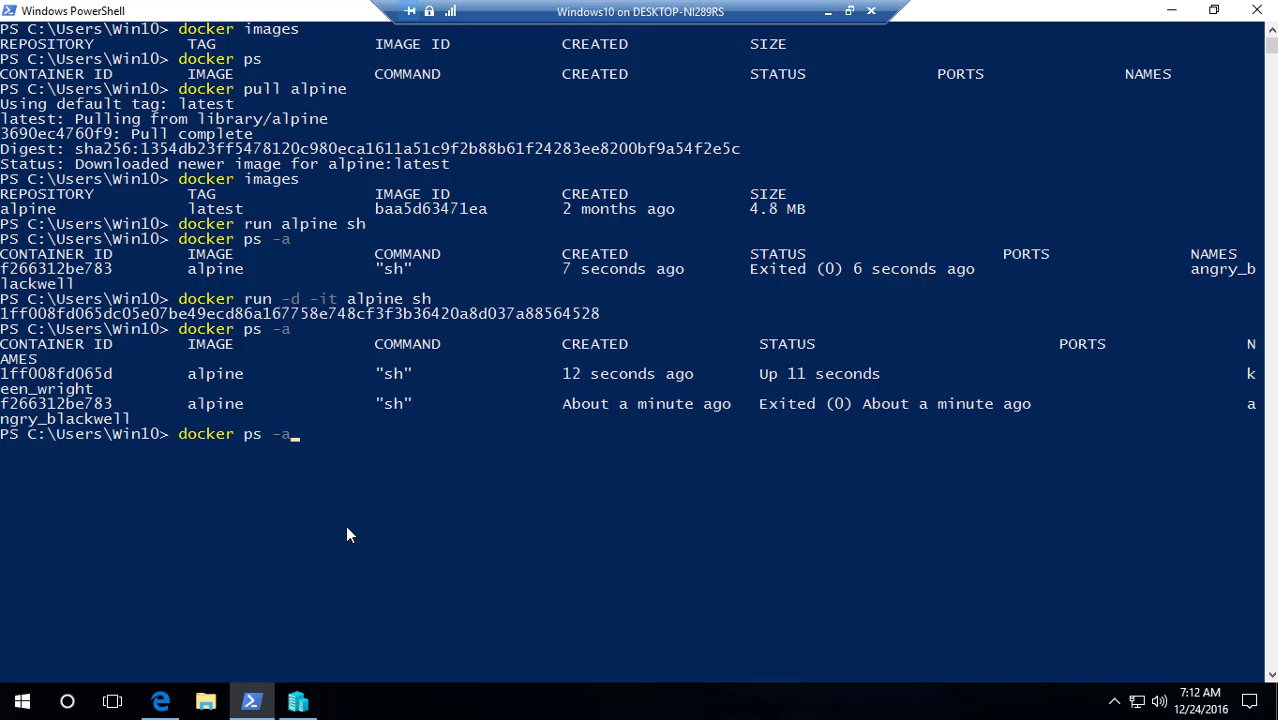 Windows PowerShell
Windows10 on DESKTOP-NI289RS
PS C:\Users\Win10> docker images
REPOSITORY TAG IMAGE ID CREATED SIZE
PS C:\Users\Win10> docker ps
CONTAINER ID IMAGE COMMAND CREATED STATUS PORTS NAMES
PS C:\Users\Win10> docker pull alpine
Using default tag: latest
latest: Pulling from library/alpine
3690ec4760f9: Pull complete
Digest: sha256:1354db23ff5478120c980eca1611a51c9f2b88b61f24283ee8200bf9a54f2e5c
Status: Downloaded newer image for alpine:latest
PS C:\Users\Win10> docker images
REPOSITORY TAG IMAGE ID CREATED SIZE
alpine latest baa5d63471ea 2 months ago 4.8 MB
PS C:\Users\Win10> docker run alpine sh
PS C:\Users\Win10> docker ps -a
CONTAINER ID IMAGE COMMAND CREATED STATUS PORTS NAMES
f266312be783 alpine "sh" 7 seconds ago Exited (0) 6 seconds ago angry_b
lackwell
PS C:\Users\Win10> docker run -d -it alpine sh
1ff008fd065dc05e07be49ecd86a167758e748cf3f3b36420a8d037a88564528
PS C:\Users\Win10> docker ps -a
CONTAINER ID IMAGE COMMAND CREATED STATUS PORTS N
AMES
1ff008fd065d alpine "sh" 12 seconds ago Up 11 seconds k
een_wright
f266312be783 alpine "sh" About a minute ago Exited (0) About a minute ago a
ngry_blackwell
PS C:\Users\Win10> docker ps -a
7:12 AM
12/24/2016